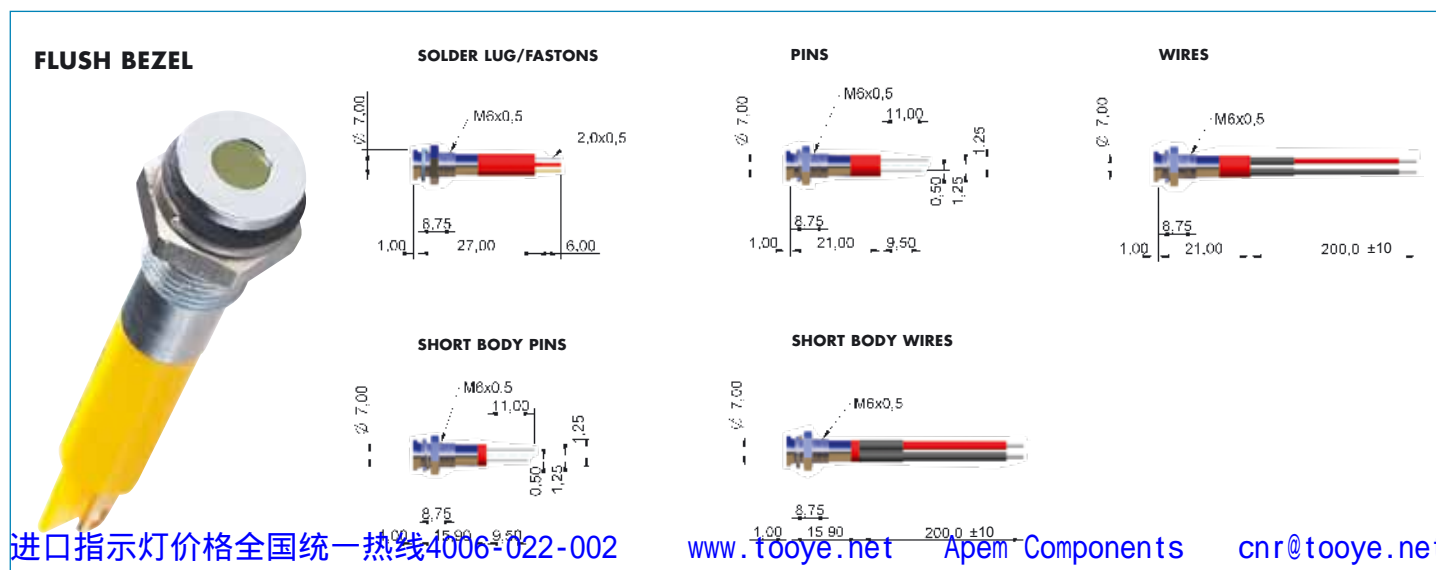 FLUSH BEZEL
SOLDER LUG/FASTONS
Ø 7,00
M6x0,5
2,0x0,5
8,75
1,00 27,00 6,00
PINS
Ø 7,00
M6x0,5
11,00
1,25
0,50
1,25
8,75
1,00 21,00 9,50
WIRES
Ø 7,00
M6x0,5
8,75
1,00 21,00 200,0 ±10
SHORT BODY PINS
Ø 7,00
M6x0,5
11,00
1,25
0,50
1,25
8,75
1,00 15,90 9,50
SHORT BODY WIRES
Ø 7,00
M6x0,5
8,75
1,00 15 90 200,0 ±10
进口指示灯价格全国统一热线4006-022-002 www.tooye.net Apem Components cnr@tooye.net